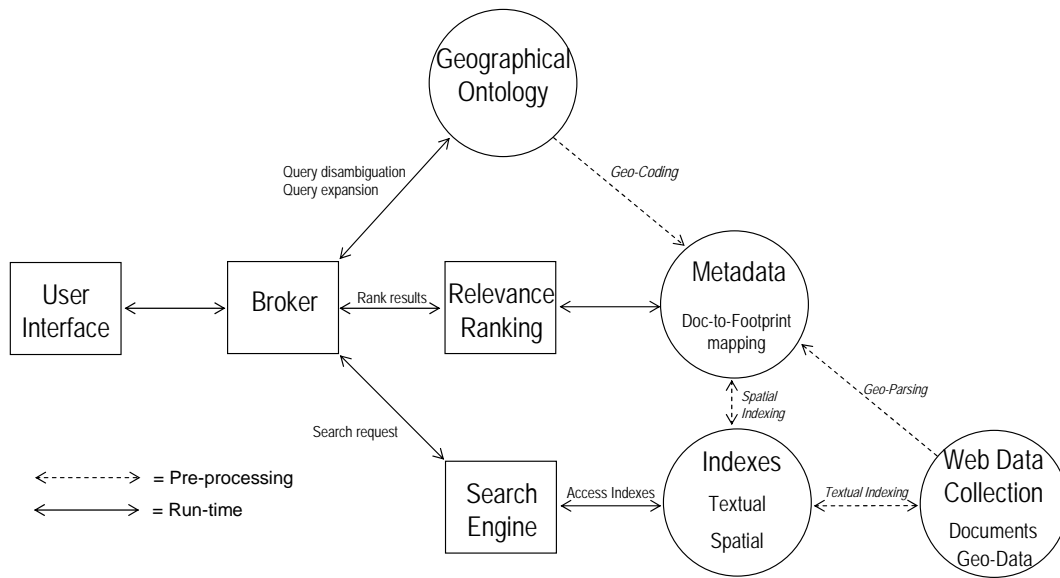 Geographical
Ontology
Query disambiguation
Query expansion
Geo-Coding
User
Interface
Broker
Rank results
Relevance
Ranking
Metadata
Doc-to-Footprint
mapping
Spatial
Indexing
Geo-Parsing
Search request
Search
Engine
Access Indexes
Indexes
Textual
Spatial
Textual Indexing
Web Data
Collection
Documents
Geo-Data
= Pre-processing
= Run-time